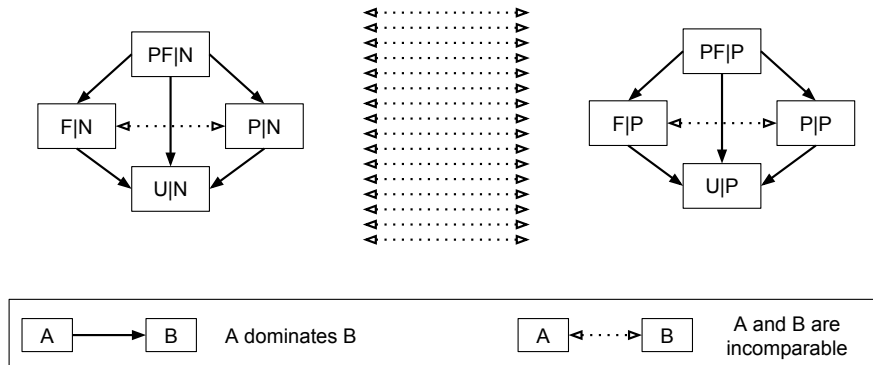 PF|N
PF|P
F|N
P|N
F|P
P|P
U|N
U|P
A
B
A dominates B
A
B
A and B are
incomparable